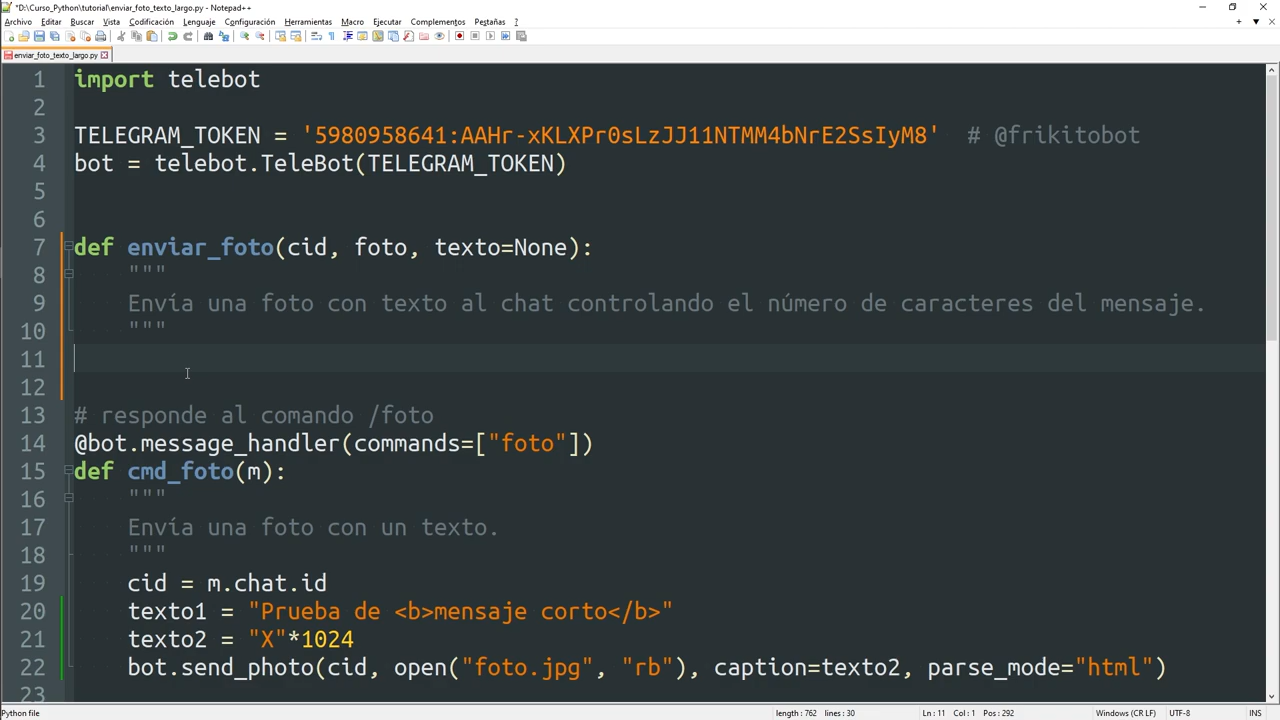 *D:\Curso_Python\tutorial\enviar_foto_texto_largo.py - Notepad++
Archivo Editar Buscar Vista Codificación Lenguaje Configuración Herramientas Macro Ejecutar Complementos Pestañas ?
enviar_foto_texto_largo.py
1 import telebot
2
3 TELEGRAM_TOKEN = '5980958641:AAHr-xKLXPr0sLzJJ11NTMM4bNrE2SsIyM8' # @frikitobot
4 bot = telebot.TeleBot(TELEGRAM_TOKEN)
5
6
7 def enviar_foto(cid, foto, texto=None):
8 """
9 Envía una foto con texto al chat controlando el número de caracteres del mensaje.
10 """
11
12
13 # responde al comando /foto
14 @bot.message_handler(commands=["foto"])
15 def cmd_foto(m):
16 """
17 Envía una foto con un texto.
18 """
19 cid = m.chat.id
20 texto1 = "Prueba de <b>mensaje corto</b>"
21 texto2 = "X"*1024
22 bot.send_photo(cid, open("foto.jpg", "rb"), caption=texto2, parse_mode="html")
23
Python file length : 762 lines : 30 Ln : 11 Col : 1 Pos : 292 Windows (CR LF) UTF-8 INS